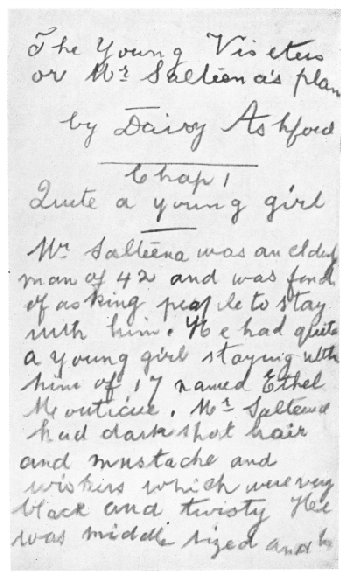 The Young Visiters
or Mr Salteena's plan
by Daisy Ashford
Chap 1
Quite a young girl
Mr Salteena was an elderly
man of 42 and was fond
of asking people to stay
with him. He had quite
a young girl staying with
him of 17 named Ethel
Monticue. Mr Salteena
had dark short hair
and mustache and
wiskers which were very
black and twisty He
was middle sized and h